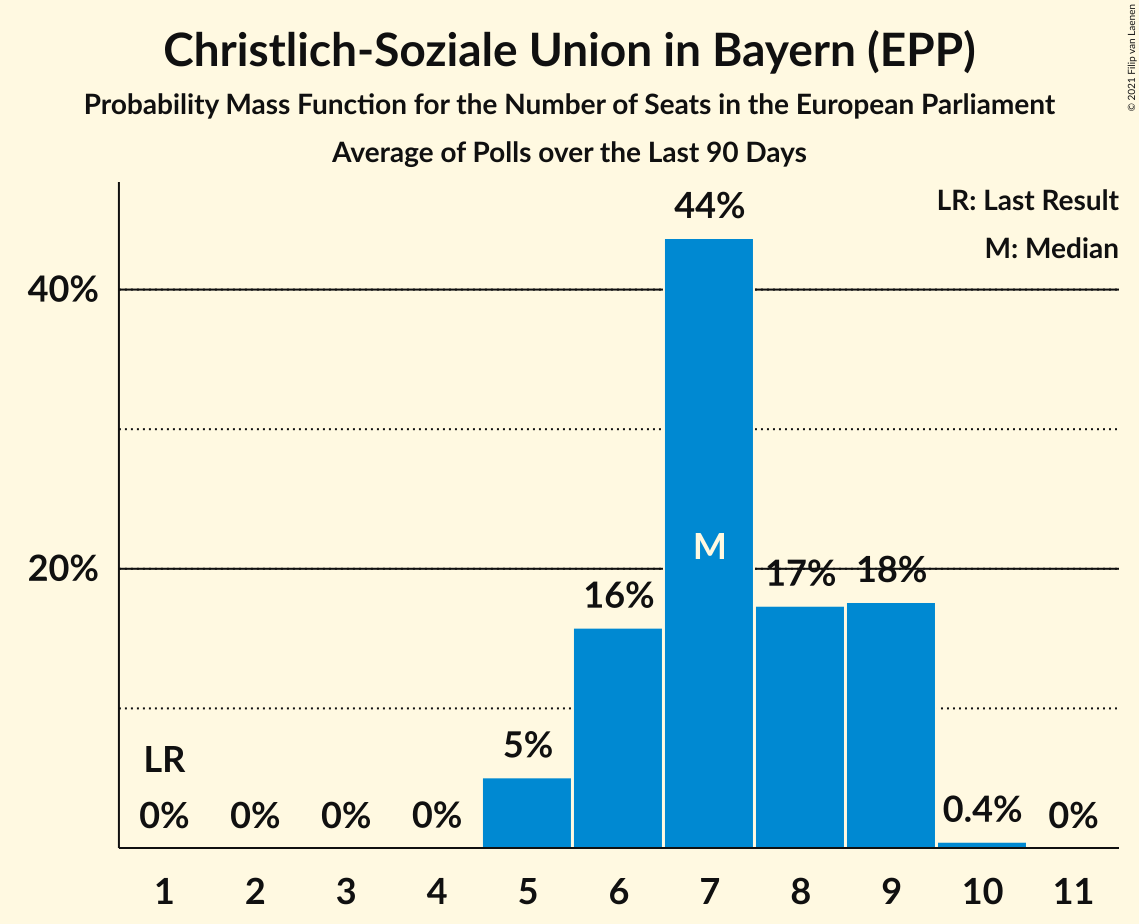 Christlich-Soziale Union in Bayern (EPP)
Probability Mass Function for the Number of Seats in the European Parliament
Average of Polls over the Last 90 Days
© 2021 Filip van Laenen
LR: Last Result
M: Median
44%
40%
M
20%
16%
17%
18%
5%
LR
0%
0%
0%
0%
0.4%
0%
1 2 3 4 5 6 7 8 9 10 11